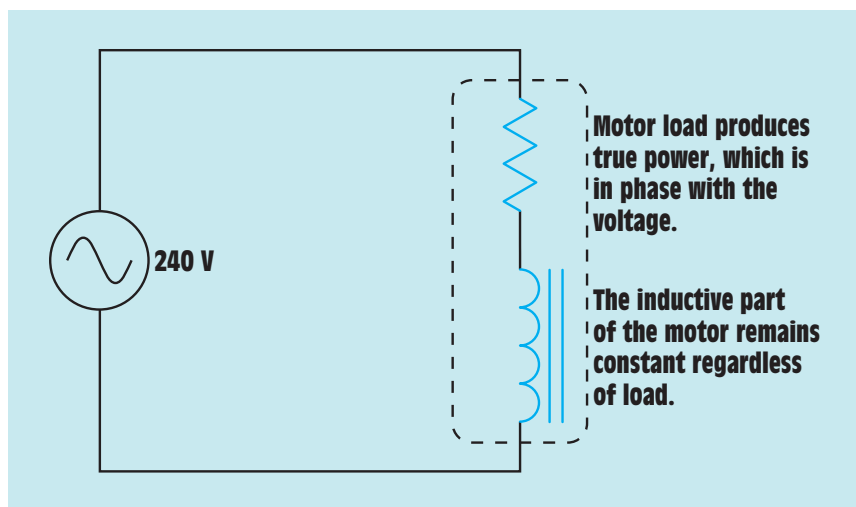 Motor load produces
true power, which is
in phase with the
voltage.
240 V
The inductive part
of the motor remains
constant regardless
of load.